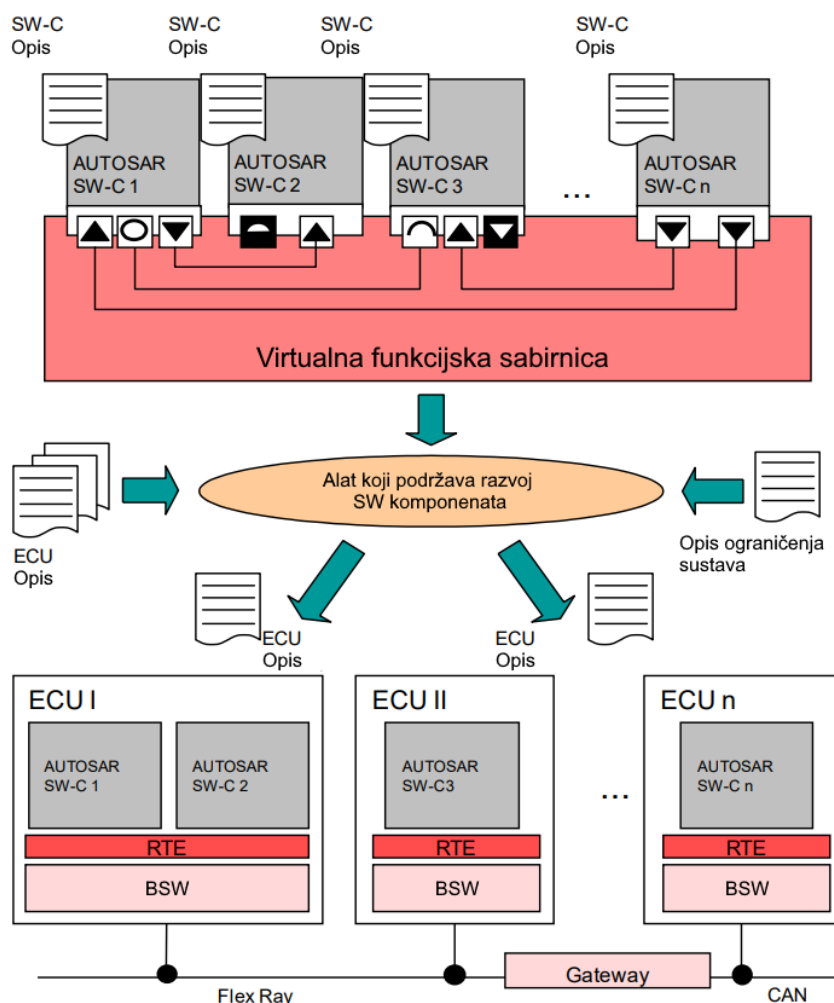 SW-C
Opis
SW-C
Opis
SW-C
Opis
SW-C
Opis
AUTOSAR
SW-C 1
AUTOSAR
SW-C 2
AUTOSAR
SW-C 3
...
AUTOSAR
SW-C n
Virtualna funkcijska sabirnica
Alat koji podržava razvoj
SW komponenata
ECU
Opis
Opis ograničenja
sustava
ECU
Opis
ECU
Opis
ECU I
AUTOSAR
SW-C 1
AUTOSAR
SW-C 2
RTE
BSW
ECU II
AUTOSAR
SW-C3
RTE
BSW
...
ECU n
AUTOSAR
SW-C n
RTE
BSW
Gateway
Flex Ray
CAN